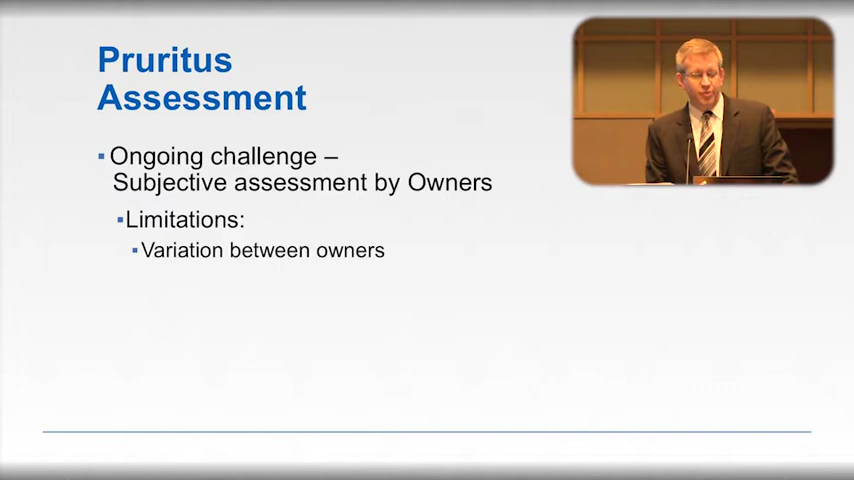 Pruritus
Assessment
▪ Ongoing challenge –
Subjective assessment by Owners
▪ Limitations:
▪ Variation between owners